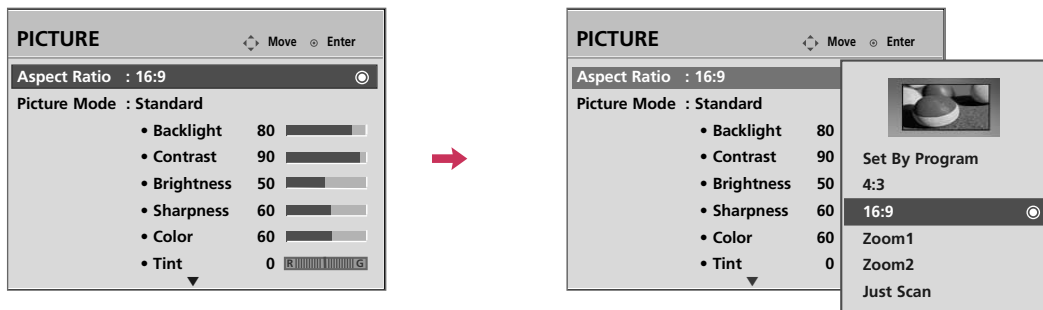 PICTURE Move Enter
Aspect Ratio : 16:9
Picture Mode : Standard
• Backlight 80
• Contrast 90
• Brightness 50
• Sharpness 60
• Color 60
• Tint 0 R G
PICTURE Move Enter
Aspect Ratio : 16:9
Picture Mode : Standard
• Backlight 80
• Contrast 90
• Brightness 50
• Sharpness 60
• Color 60
• Tint 0
Set By Program
4:3
16:9
Zoom1
Zoom2
Just Scan